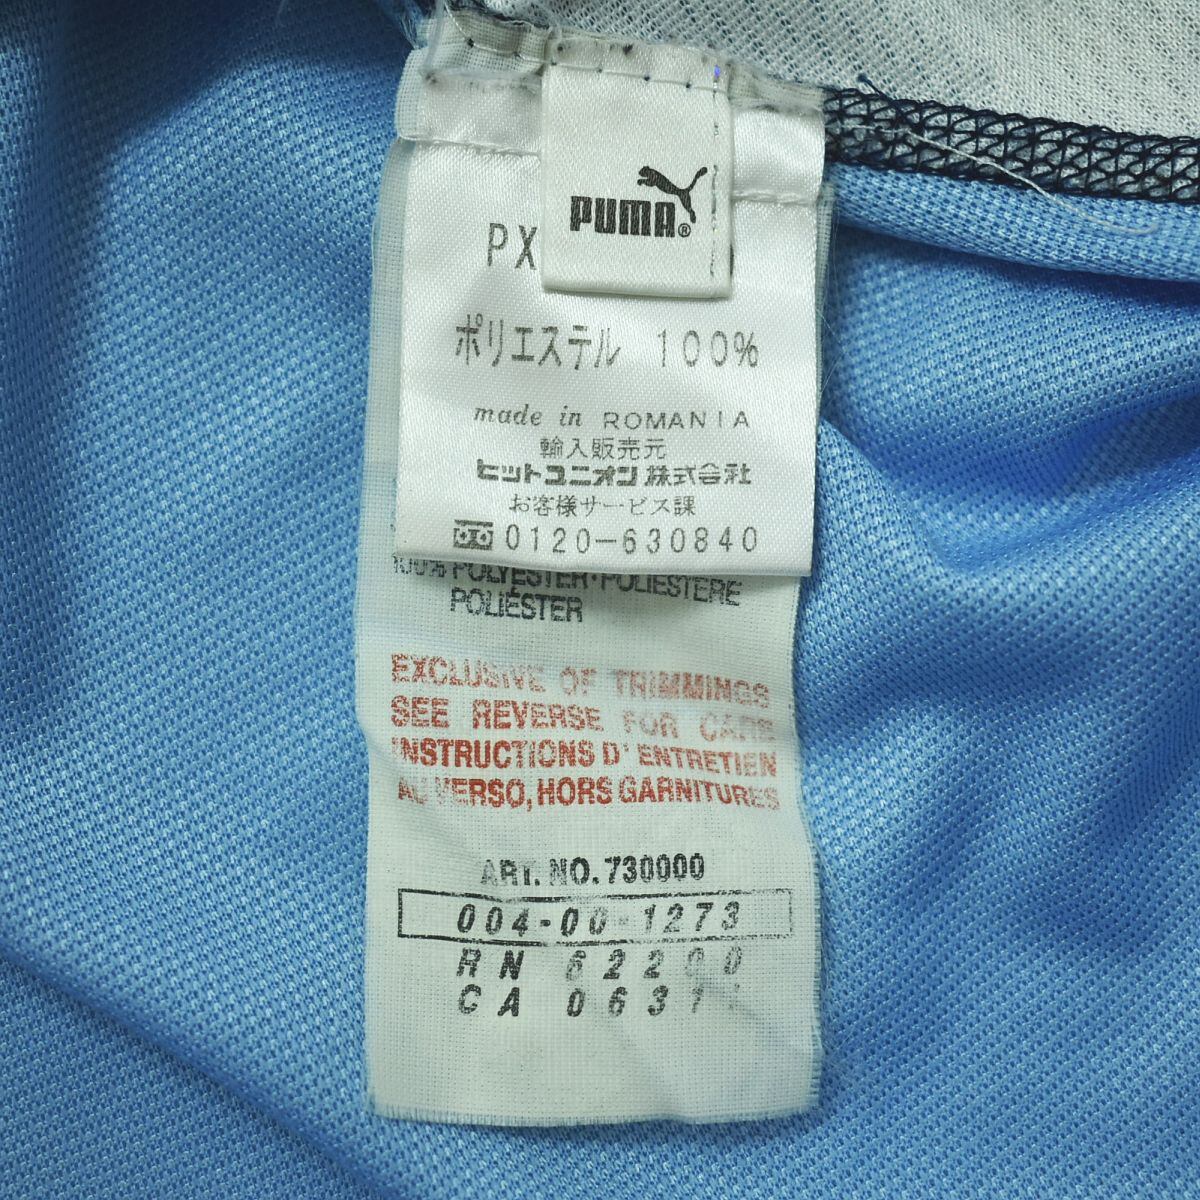 PUMA®
PX
ポリエステル 100%
made in ROMANIA
輸入販売元
ヒットユニオン株式会社
お客様サービス課
0120-630840
100% POLYESTER·POLIESTERE
POLIÉSTER
EXCLUSIVE OF TRIMMINGS
SEE REVERSE FOR CARE
INSTRUCTIONS D'ENTRETIEN
AU VERSO, HORS GARNITURES
ART. NO. 730000
004-00-1273
RN 62200
CA